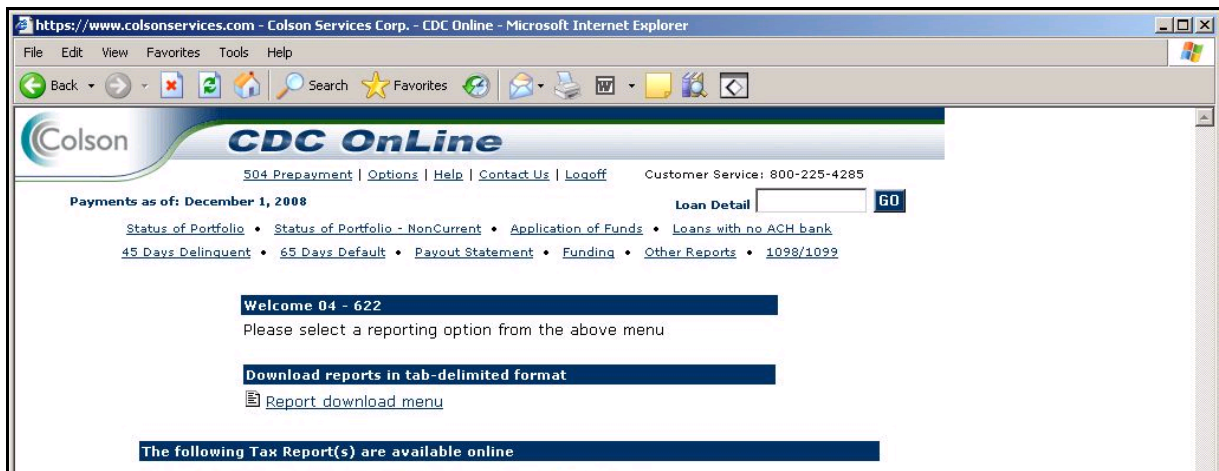 https://www.colsonservices.com - Colson Services Corp. - CDC Online - Microsoft Internet Explorer
File Edit View Favorites Tools Help
Back Search Favorites
Colson CDC OnLine
504 Prepayment | Options | Help | Contact Us | Logoff Customer Service: 800-225-4285
Payments as of: December 1, 2008 Loan Detail GO
Status of Portfolio • Status of Portfolio - NonCurrent • Application of Funds • Loans with no ACH bank
45 Days Delinquent • 65 Days Default • Payout Statement • Funding • Other Reports • 1098/1099
Welcome 04 - 622
Please select a reporting option from the above menu
Download reports in tab-delimited format
Report download menu
The following Tax Report(s) are available online